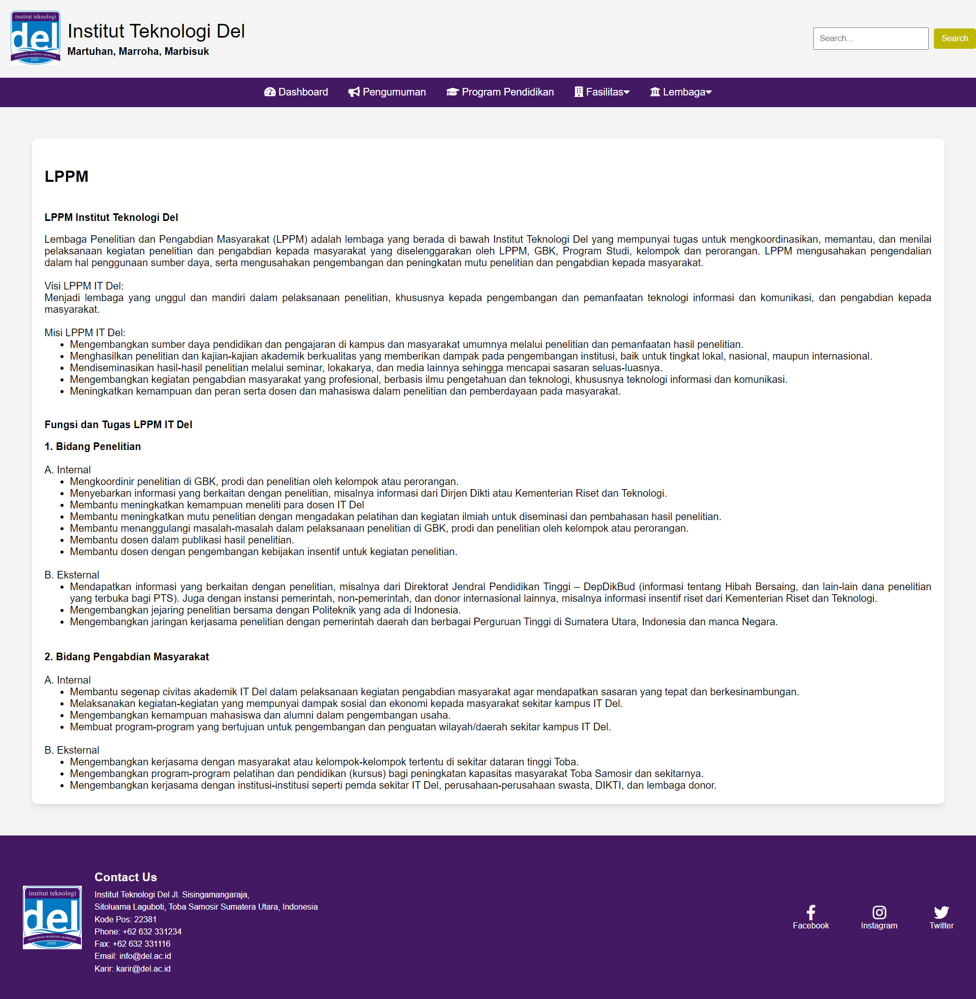 institut teknologi
del
MARTUHAN-MARROHA-MARBISUK
2001
Institut Teknologi Del
Martuhan, Marroha, Marbisuk
Search...
Search
Dashboard
Pengumuman
Program Pendidikan
Fasilitas
Lembaga
LPPM
LPPM Institut Teknologi Del
Lembaga Penelitian dan Pengabdian Masyarakat (LPPM) adalah lembaga yang berada di bawah Institut Teknologi Del yang mempunyai tugas untuk mengkoordinasikan, memantau, dan menilai
pelaksanaan kegiatan penelitian dan pengabdian kepada masyarakat yang diselenggarakan oleh LPPM, GBK, Program Studi, kelompok dan perorangan. LPPM mengusahakan pengendalian
dalam hal penggunaan sumber daya, serta mengusahakan pengembangan dan peningkatan mutu penelitian dan pengabdian kepada masyarakat.
Visi LPPM IT Del:
Menjadi lembaga yang unggul dan mandiri dalam pelaksanaan penelitian, khususnya kepada pengembangan dan pemanfaatan teknologi informasi dan komunikasi, dan pengabdian kepada
masyarakat.
Misi LPPM IT Del:
• Mengembangkan sumber daya pendidikan dan pengajaran di kampus dan masyarakat umumnya melalui penelitian dan pemanfaatan hasil penelitian.
• Menghasilkan penelitian dan kajian-kajian akademik berkualitas yang memberikan dampak pada pengembangan institusi, baik untuk tingkat lokal, nasional, maupun internasional.
• Mendiseminasikan hasil-hasil penelitian melalui seminar, lokakarya, dan media lainnya sehingga mencapai sasaran seluas-luasnya.
• Mengembangkan kegiatan pengabdian masyarakat yang profesional, berbasis ilmu pengetahuan dan teknologi, khususnya teknologi informasi dan komunikasi.
• Meningkatkan kemampuan dan peran serta dosen dan mahasiswa dalam penelitian dan pemberdayaan pada masyarakat.
Fungsi dan Tugas LPPM IT Del
1. Bidang Penelitian
A. Internal
• Mengkoordinir penelitian di GBK, prodi dan penelitian oleh kelompok atau perorangan.
• Menyebarkan informasi yang berkaitan dengan penelitian, misalnya informasi dari Dirjen Dikti atau Kementerian Riset dan Teknologi.
• Membantu meningkatkan kemampuan meneliti para dosen IT Del
• Membantu meningkatkan mutu penelitian dengan mengadakan pelatihan dan kegiatan ilmiah untuk diseminasi dan pembahasan hasil penelitian.
• Membantu menanggulangi masalah-masalah dalam pelaksanaan penelitian di GBK, prodi dan penelitian oleh kelompok atau perorangan.
• Membantu dosen dalam publikasi hasil penelitian.
• Membantu dosen dengan pengembangan kebijakan insentif untuk kegiatan penelitian.
B. Eksternal
• Mendapatkan informasi yang berkaitan dengan penelitian, misalnya dari Direktorat Jendral Pendidikan Tinggi – DepDikBud (informasi tentang Hibah Bersaing, dan lain-lain dana penelitian
yang terbuka bagi PTS). Juga dengan instansi pemerintah, non-pemerintah, dan donor internasional lainnya, misalnya informasi insentif riset dari Kementerian Riset dan Teknologi.
• Mengembangkan jejaring penelitian bersama dengan Politeknik yang ada di Indonesia.
• Mengembangkan jaringan kerjasama penelitian dengan pemerintah daerah dan berbagai Perguruan Tinggi di Sumatera Utara, Indonesia dan manca Negara.
2. Bidang Pengabdian Masyarakat
A. Internal
• Membantu segenap civitas akademik IT Del dalam pelaksanaan kegiatan pengabdian masyarakat agar mendapatkan sasaran yang tepat dan berkesinambungan.
• Melaksanakan kegiatan-kegiatan yang mempunyai dampak sosial dan ekonomi kepada masyarakat sekitar kampus IT Del.
• Mengembangkan kemampuan mahasiswa dan alumni dalam pengembangan usaha.
• Membuat program-program yang bertujuan untuk pengembangan dan penguatan wilayah/daerah sekitar kampus IT Del.
B. Eksternal
• Mengembangkan kerjasama dengan masyarakat atau kelompok-kelompok tertentu di sekitar dataran tinggi Toba.
• Mengembangkan program-program pelatihan dan pendidikan (kursus) bagi peningkatan kapasitas masyarakat Toba Samosir dan sekitarnya.
• Mengembangkan kerjasama dengan institusi-institusi seperti pemda sekitar IT Del, perusahaan-perusahaan swasta, DIKTI, dan lembaga donor.
institut teknologi
del
MARTUHAN-MARROHA-MARBISUK
2001
Contact Us
Institut Teknologi Del Jl. Sisingamangaraja,
Sitoluama Laguboti, Toba Samosir Sumatera Utara, Indonesia
Kode Pos: 22381
Phone: +62 632 331234
Fax: +62 632 331116
Email: info@del.ac.id
Karir: karir@del.ac.id
Facebook
Instagram
Twitter